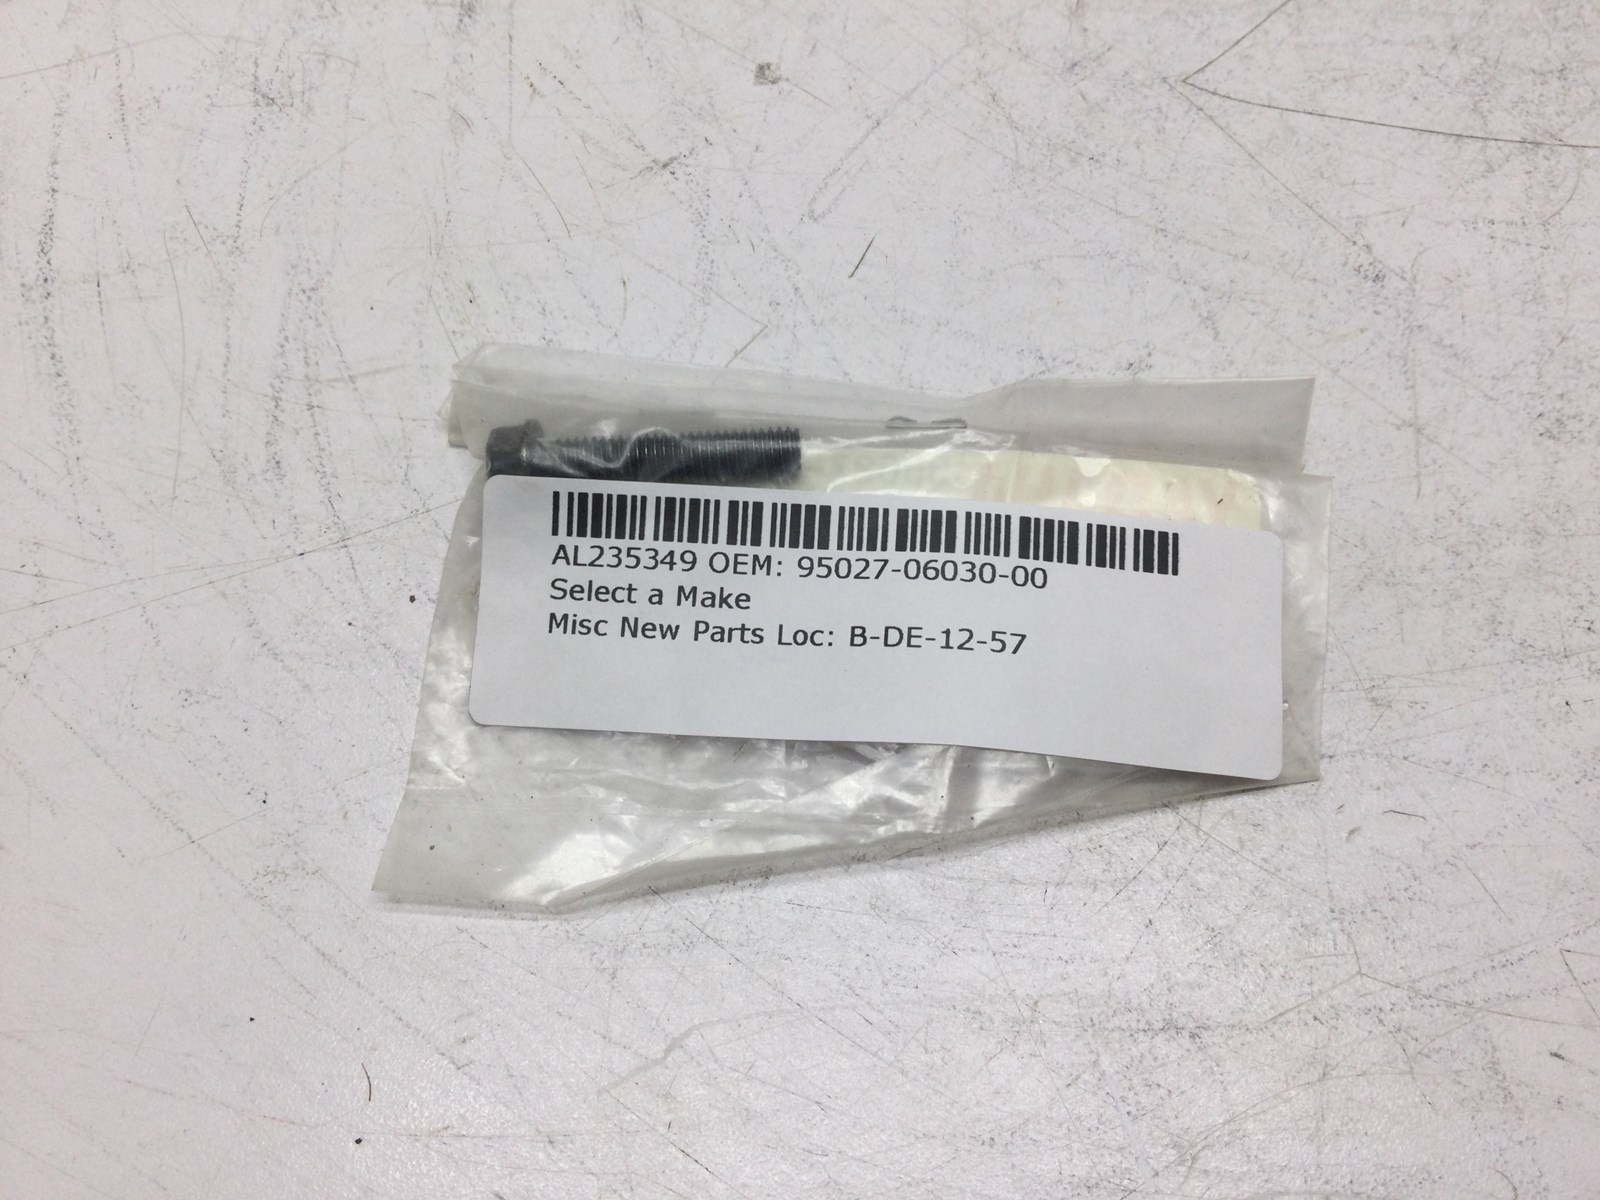 AL235349 OEM: 95027-06030-00
Select a Make
Misc New Parts Loc: B-DE-12-57